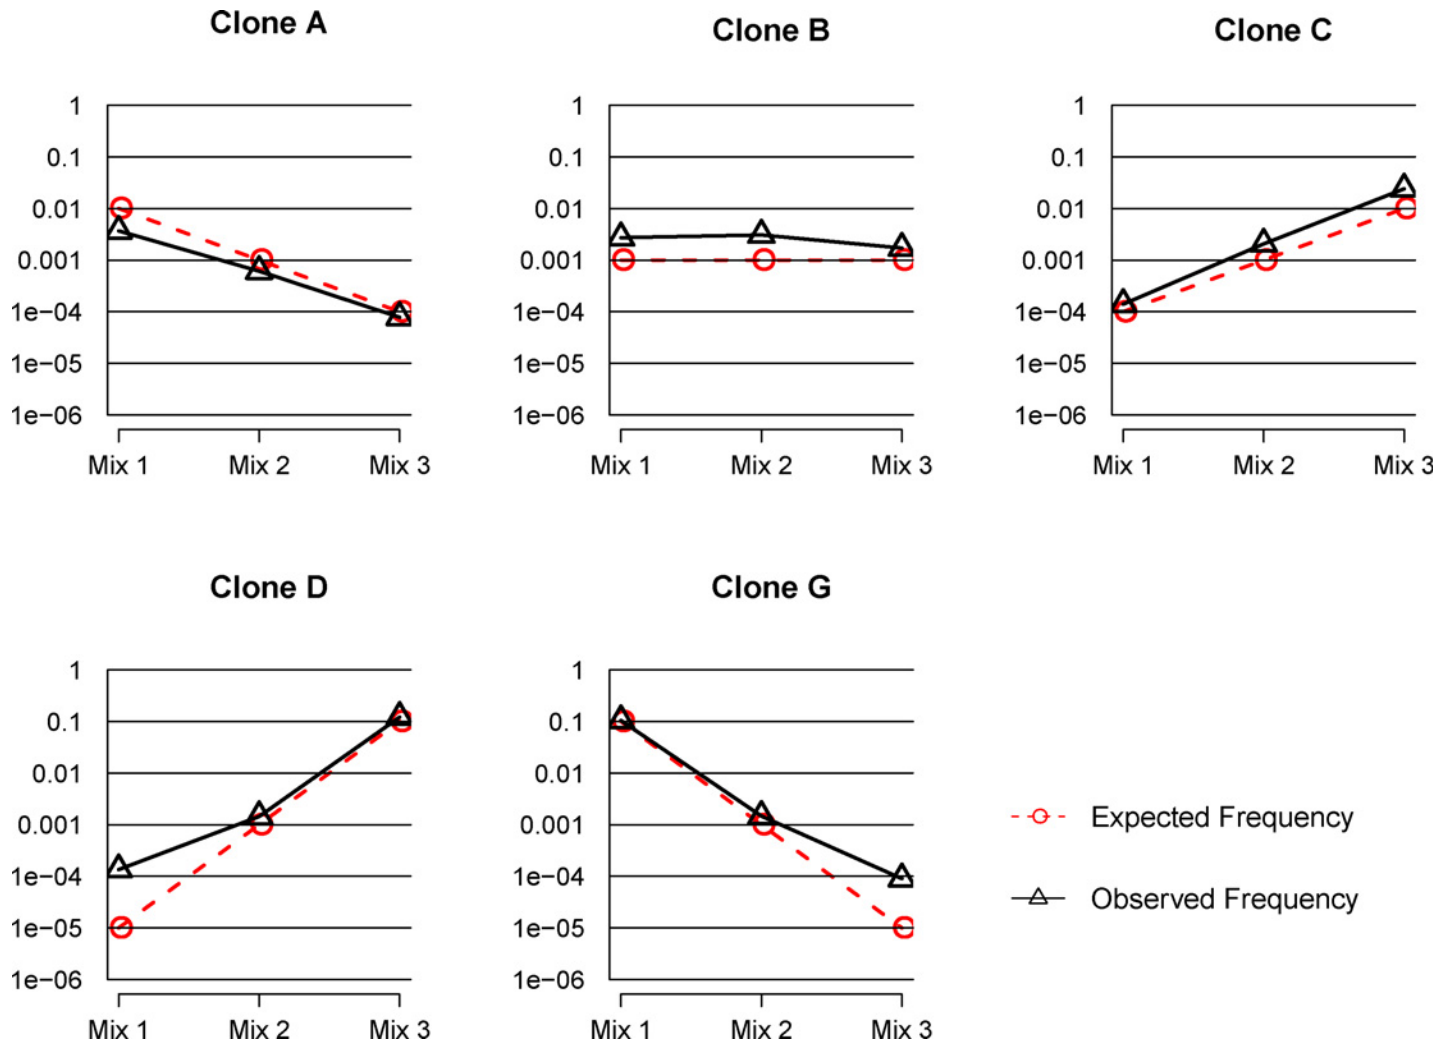 Clone A
1
0.1
0.01
0.001
1e−04
1e−05
1e−06
Mix 1 Mix 2 Mix 3
Clone B
1
0.1
0.01
0.001
1e−04
1e−05
1e−06
Mix 1 Mix 2 Mix 3
Clone C
1
0.1
0.01
0.001
1e−04
1e−05
1e−06
Mix 1 Mix 2 Mix 3
Clone D
1
0.1
0.01
0.001
1e−04
1e−05
1e−06
Mix 1 Mix 2 Mix 3
Clone G
1
0.1
0.01
0.001
1e−04
1e−05
1e−06
Mix 1 Mix 2 Mix 3
Expected Frequency
Observed Frequency